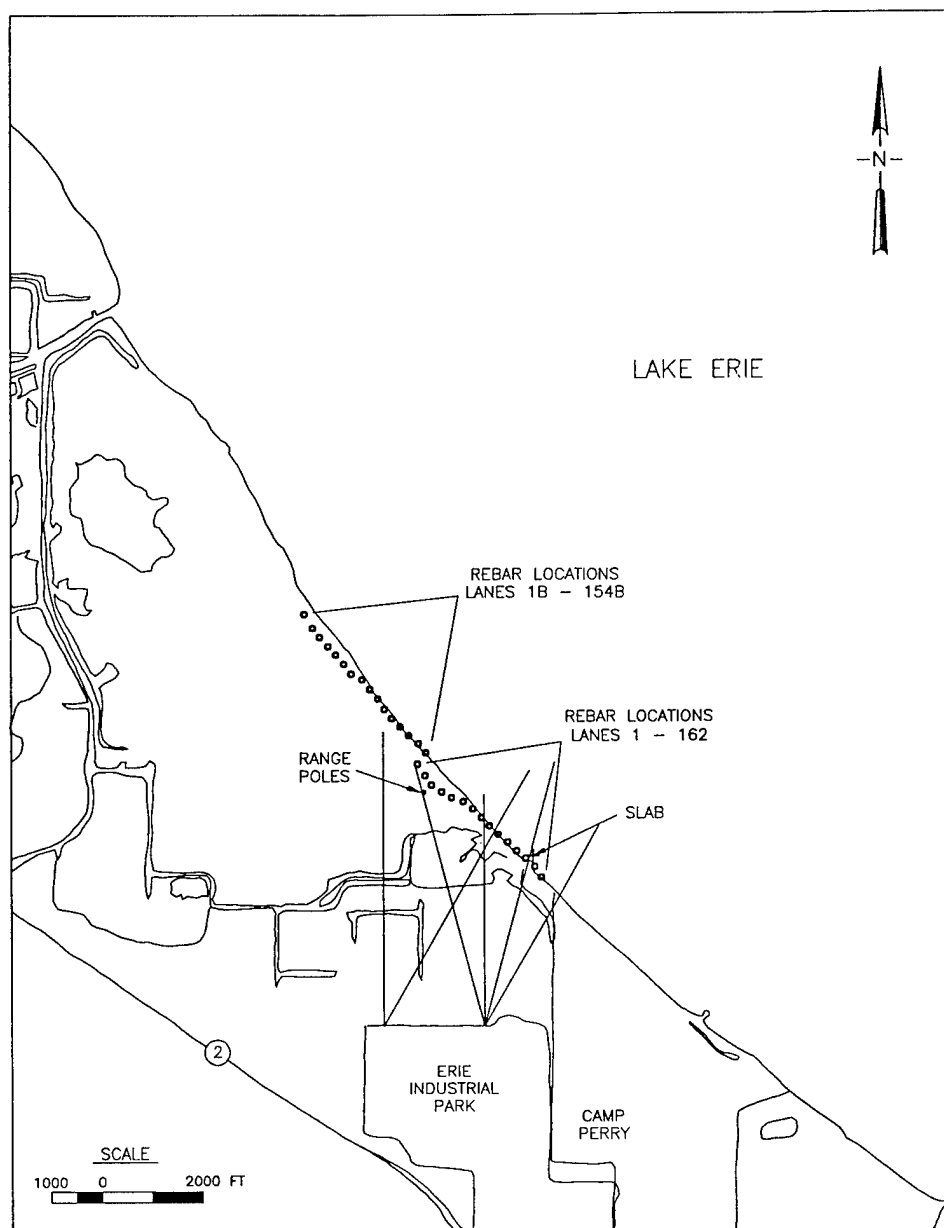 -N-
LAKE ERIE
REBAR LOCATIONS
LANES 1B - 154B
REBAR LOCATIONS
LANES 1 - 162
RANGE
POLES
SLAB
2
ERIE
INDUSTRIAL
PARK
CAMP
PERRY
SCALE
1000 0 2000 FT